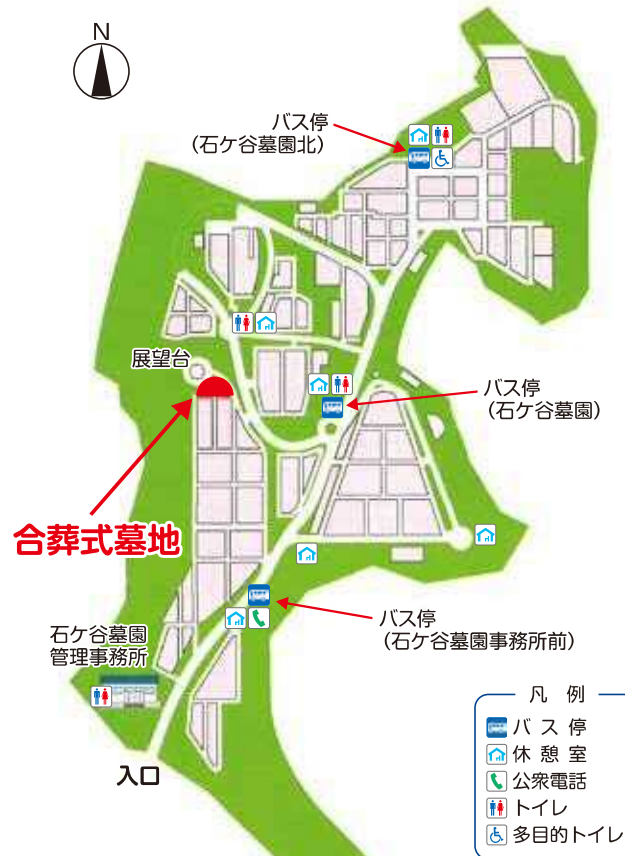 N
バス停
（石ケ谷墓園北）
展望台
バス停
（石ケ谷墓園）
合葬式墓地
バス停
（石ケ谷墓園事務所前）
石ケ谷墓園
管理事務所
入口
凡 例
バ ス 停
休 憩 室
公衆電話
トイレ
多目的トイレ